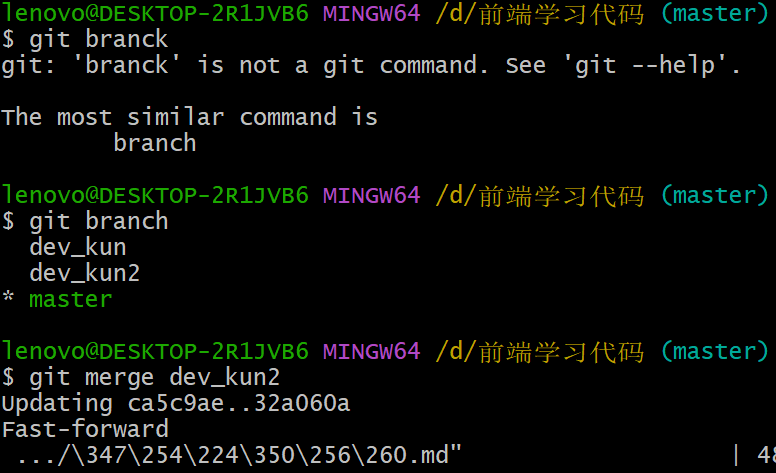 lenovo@DESKTOP-2R1JVB6 MINGW64 /d/前端学习代码 (master)
$ git branck
git: 'branck' is not a git command. See 'git --help'.
The most similar command is
branch
lenovo@DESKTOP-2R1JVB6 MINGW64 /d/前端学习代码 (master)
$ git branch
dev_kun
dev_kun2
* master
lenovo@DESKTOP-2R1JVB6 MINGW64 /d/前端学习代码 (master)
$ git merge dev_kun2
Updating ca5c9ae..32a060a
Fast-forward
.../\347\254\224\350\256\260.md" | 48